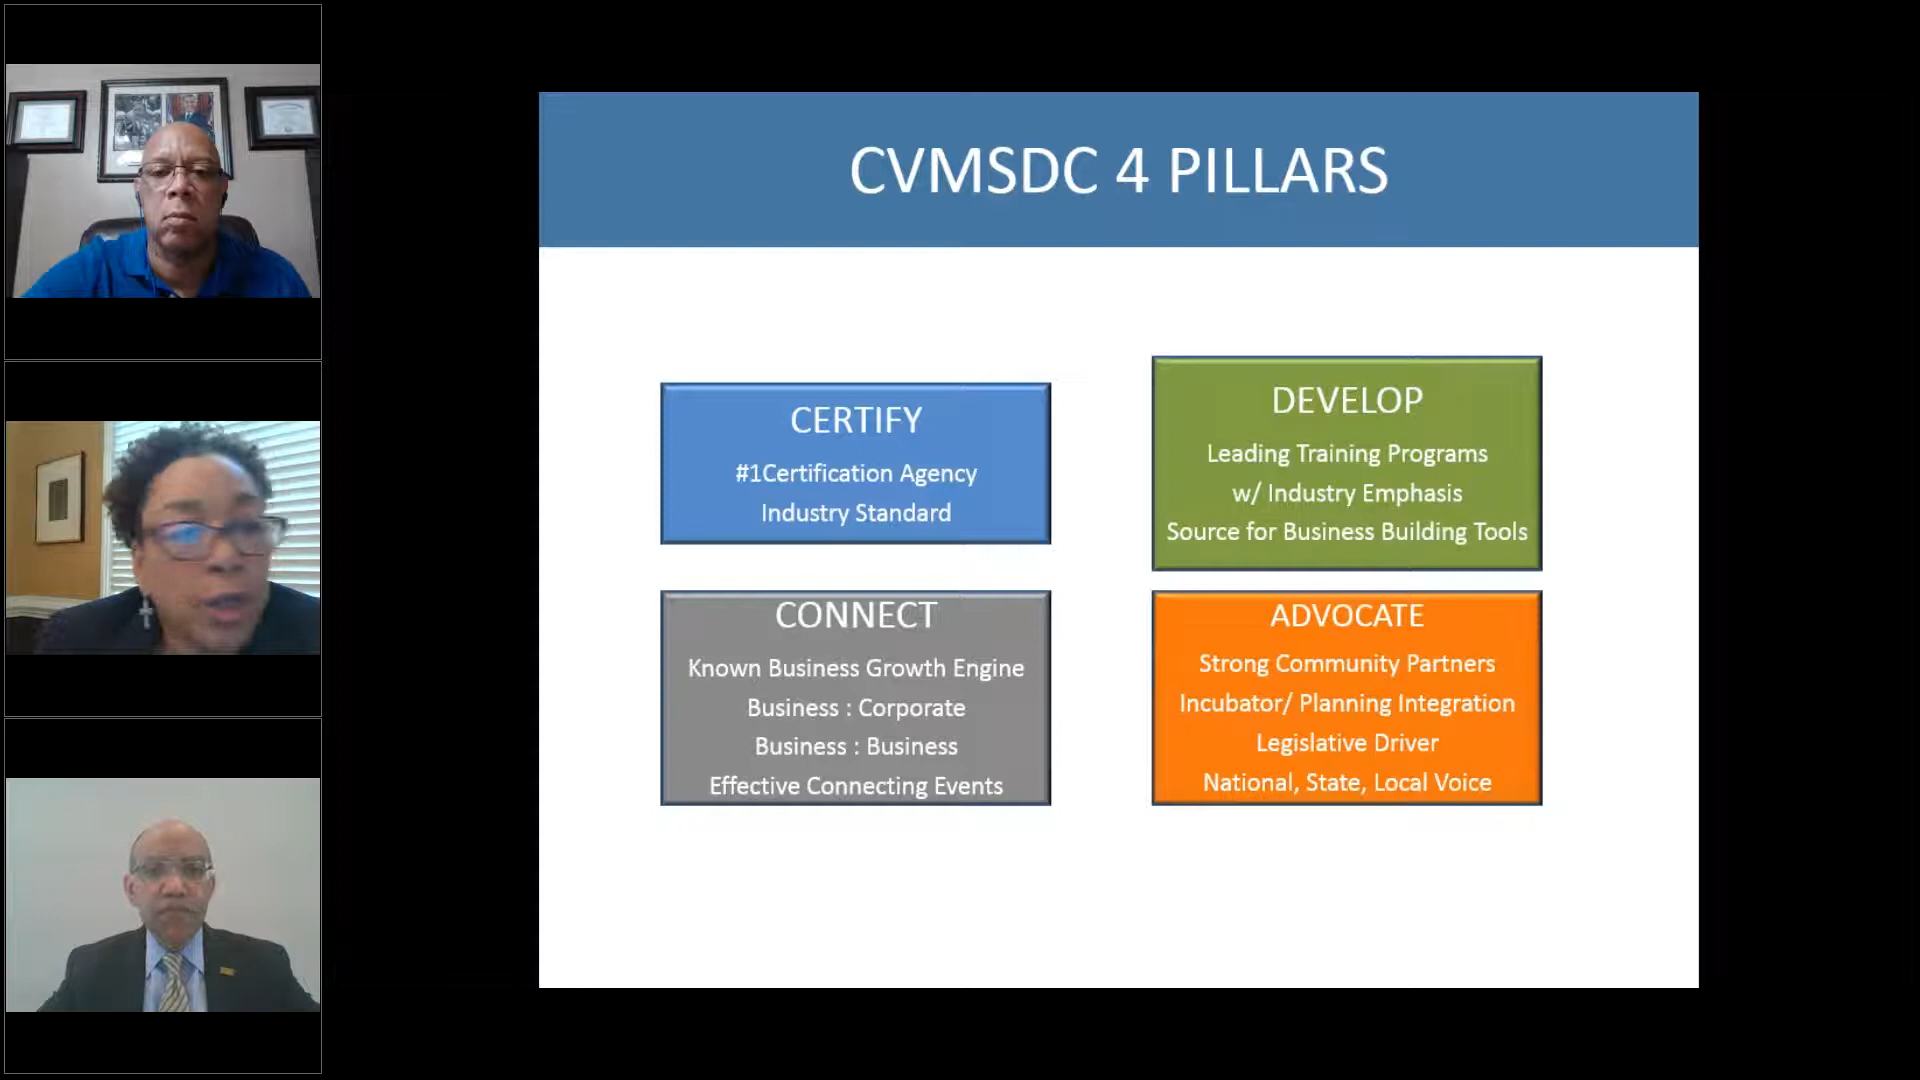 CVMSDC 4 PILLARS
CERTIFY
#1Certification Agency
Industry Standard
DEVELOP
Leading Training Programs
w/ Industry Emphasis
Source for Business Building Tools
CONNECT
Known Business Growth Engine
Business : Corporate
Business : Business
Effective Connecting Events
ADVOCATE
Strong Community Partners
Incubator/ Planning Integration
Legislative Driver
National, State, Local Voice